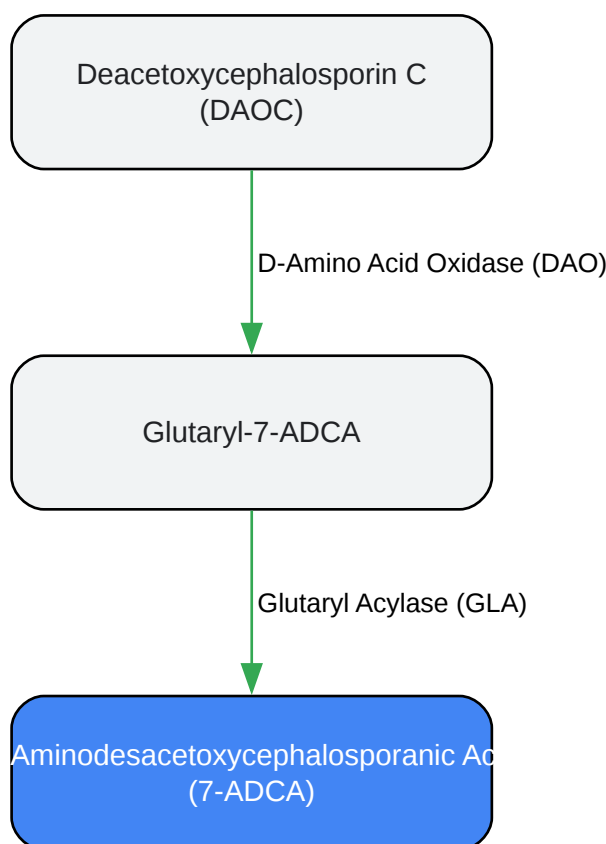 Deacetoxycephalosporin C
(DAOC)
D-Amino Acid Oxidase (DAO)
Glutaryl-7-ADCA
Glutaryl Acylase (GLA)
Aminodesacetoxycephalosporanic Ac
(7-ADCA)